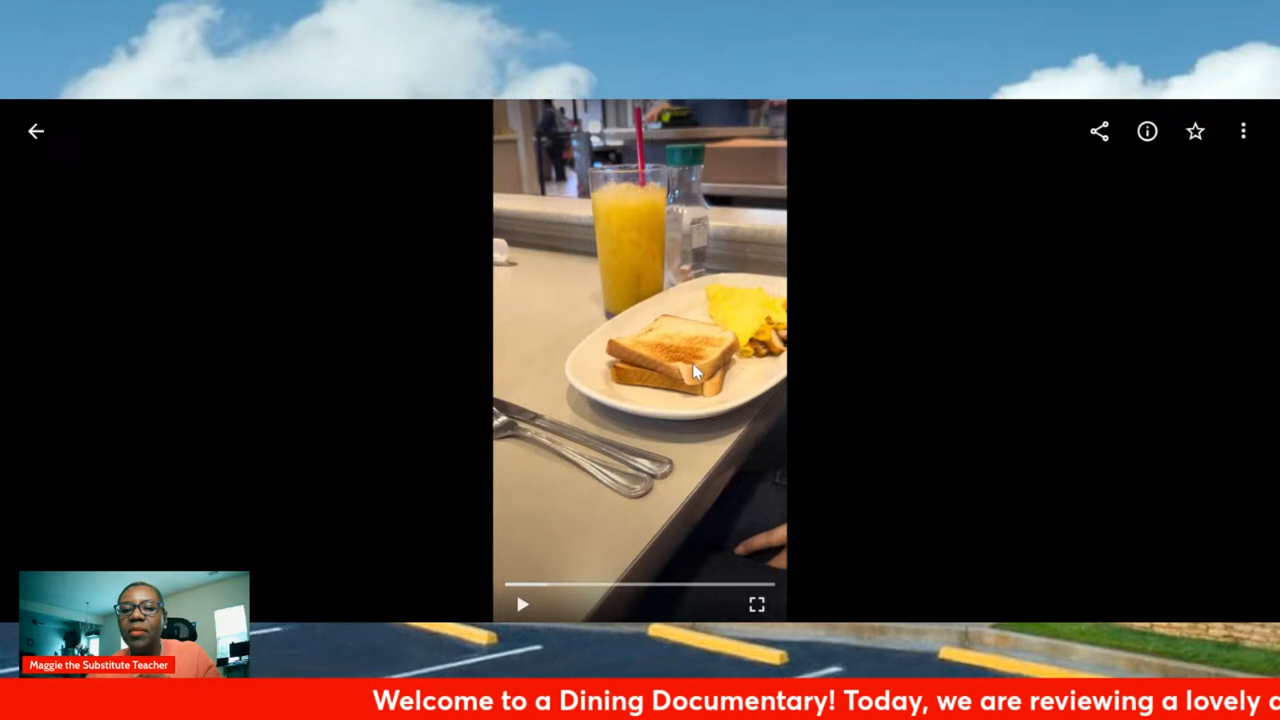 Maggie the Substitute Teacher
Welcome to a Dining Documentary! Today, we are reviewing a lovely